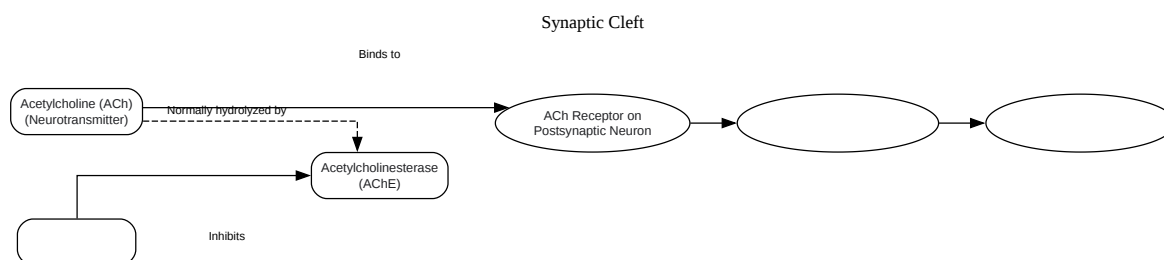 Synaptic Cleft
Binds to
Acetylcholine (ACh)
(Neurotransmitter)
Normally hydrolyzed by
ACh Receptor on
Postsynaptic Neuron
Acetylcholinesterase
(AChE)
Inhibits